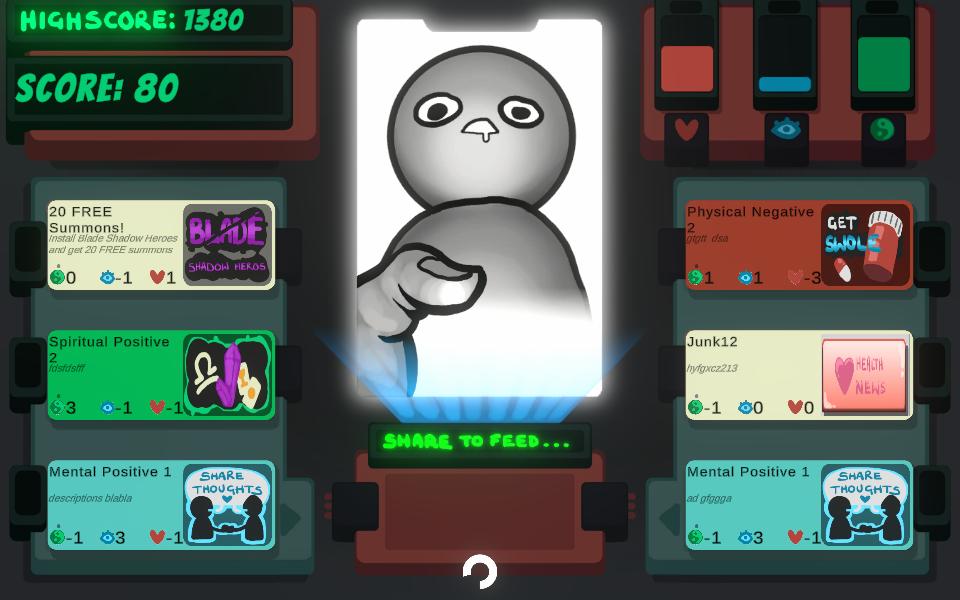 HIGHSCORE: 1380
SCORE: 80
20 FREE
Summons!
Install Blade Shadow Heroes
and get 20 FREE summons
0 -1 1
BLADE
SHADOW HEROS
Spiritual Positive
2
fdsfdsfff
3 -1 -1
Mental Positive 1
descriptions blabla
-1 3 -1
SHARE
THOUGHTS
SHARE TO FEED...
Physical Negative
2
gtgtt dsa
1 1 -3
GET
SWOLE
Junk12
hyfgxcz213
-1 0 0
HEALTH
NEWS
Mental Positive 1
ad gfggga
-1 3 -1
SHARE
THOUGHTS